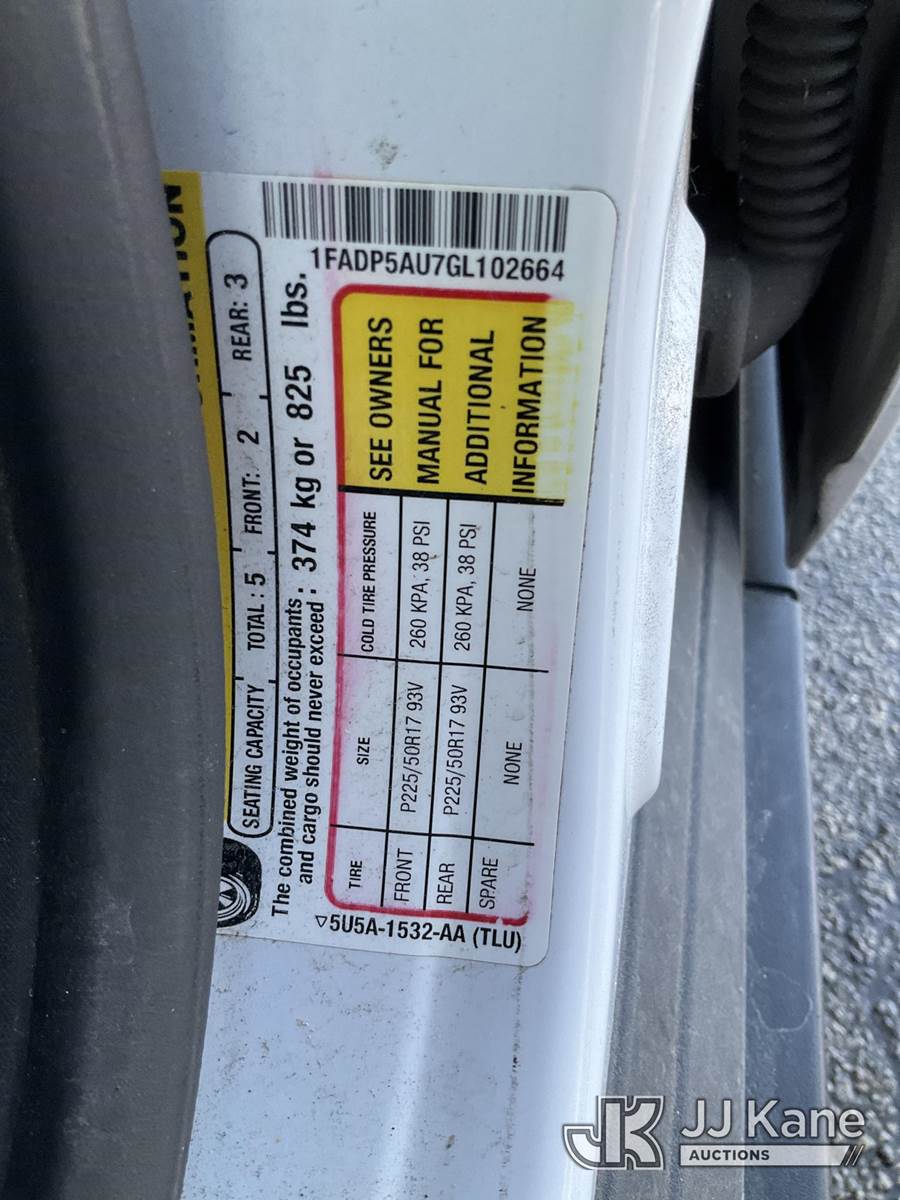 SEATING CAPACITY TOTAL : 5 FRONT: 2 REAR: 3
The combined weight of occupants
and cargo should never exceed : 374 kg or 825 lbs.
TIRE SIZE COLD TIRE PRESSURE
FRONT P225/50R17 93V 260 KPA, 38 PSI
REAR P225/50R17 93V 260 KPA, 38 PSI
SPARE NONE NONE
SEE OWNERS
MANUAL FOR
ADDITIONAL
INFORMATION
5U5A-1532-AA (TLU)
1FADP5AU7GL102664
JK JJ Kane
AUCTIONS